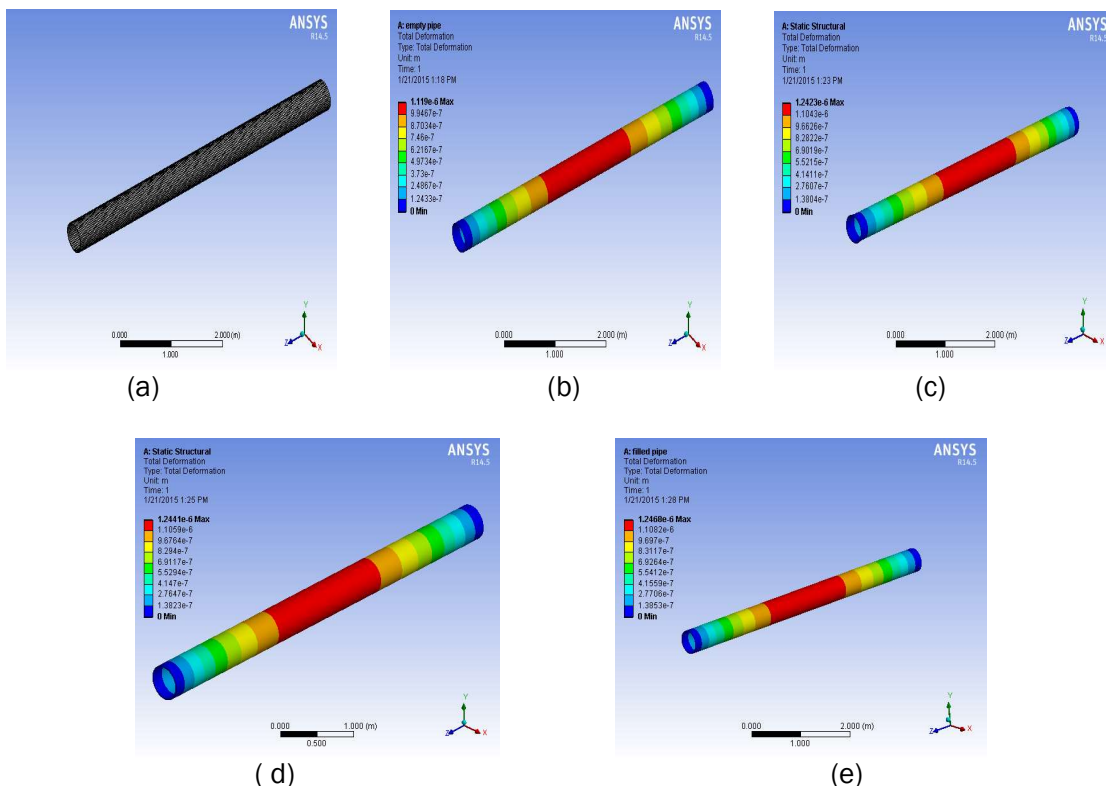 ANSYS
R14.5
0.000
2.000 (m)
1.000
Y
Z
X
(a)
A: empty pipe
Total Deformation
Type: Total Deformation
Unit: m
Time: 1
1/21/2015 1:18 PM
1.119e-6 Max
9.9467e-7
8.7034e-7
7.46e-7
6.2167e-7
4.9734e-7
3.73e-7
2.4867e-7
1.2433e-7
0 Min
ANSYS
R14.5
0.000
2.000 (m)
1.000
Y
Z
X
(b)
A: Static Structural
Total Deformation
Type: Total Deformation
Unit: m
Time: 1
1/21/2015 1:23 PM
1.2423e-6 Max
1.1043e-6
9.6626e-7
8.2822e-7
6.9019e-7
5.5215e-7
4.1411e-7
2.7607e-7
1.3804e-7
0 Min
ANSYS
R14.5
0.000
2.000 (m)
1.000
Y
Z
X
(c)
A: Static Structural
Total Deformation
Type: Total Deformation
Unit: m
Time: 1
1/21/2015 1:25 PM
1.2441e-6 Max
1.1059e-6
9.6764e-7
8.294e-7
6.9117e-7
5.5294e-7
4.147e-7
2.7647e-7
1.3823e-7
0 Min
ANSYS
R14.5
0.000
1.000 (m)
0.500
Y
Z
X
( d)
A: filled pipe
Total Deformation
Type: Total Deformation
Unit: m
Time: 1
1/21/2015 1:28 PM
1.2468e-6 Max
1.1082e-6
9.697e-7
8.3117e-7
6.9264e-7
5.5412e-7
4.1559e-7
2.7706e-7
1.3853e-7
0 Min
ANSYS
R14.5
0.000
2.000 (m)
1.000
Y
Z
X
(e)